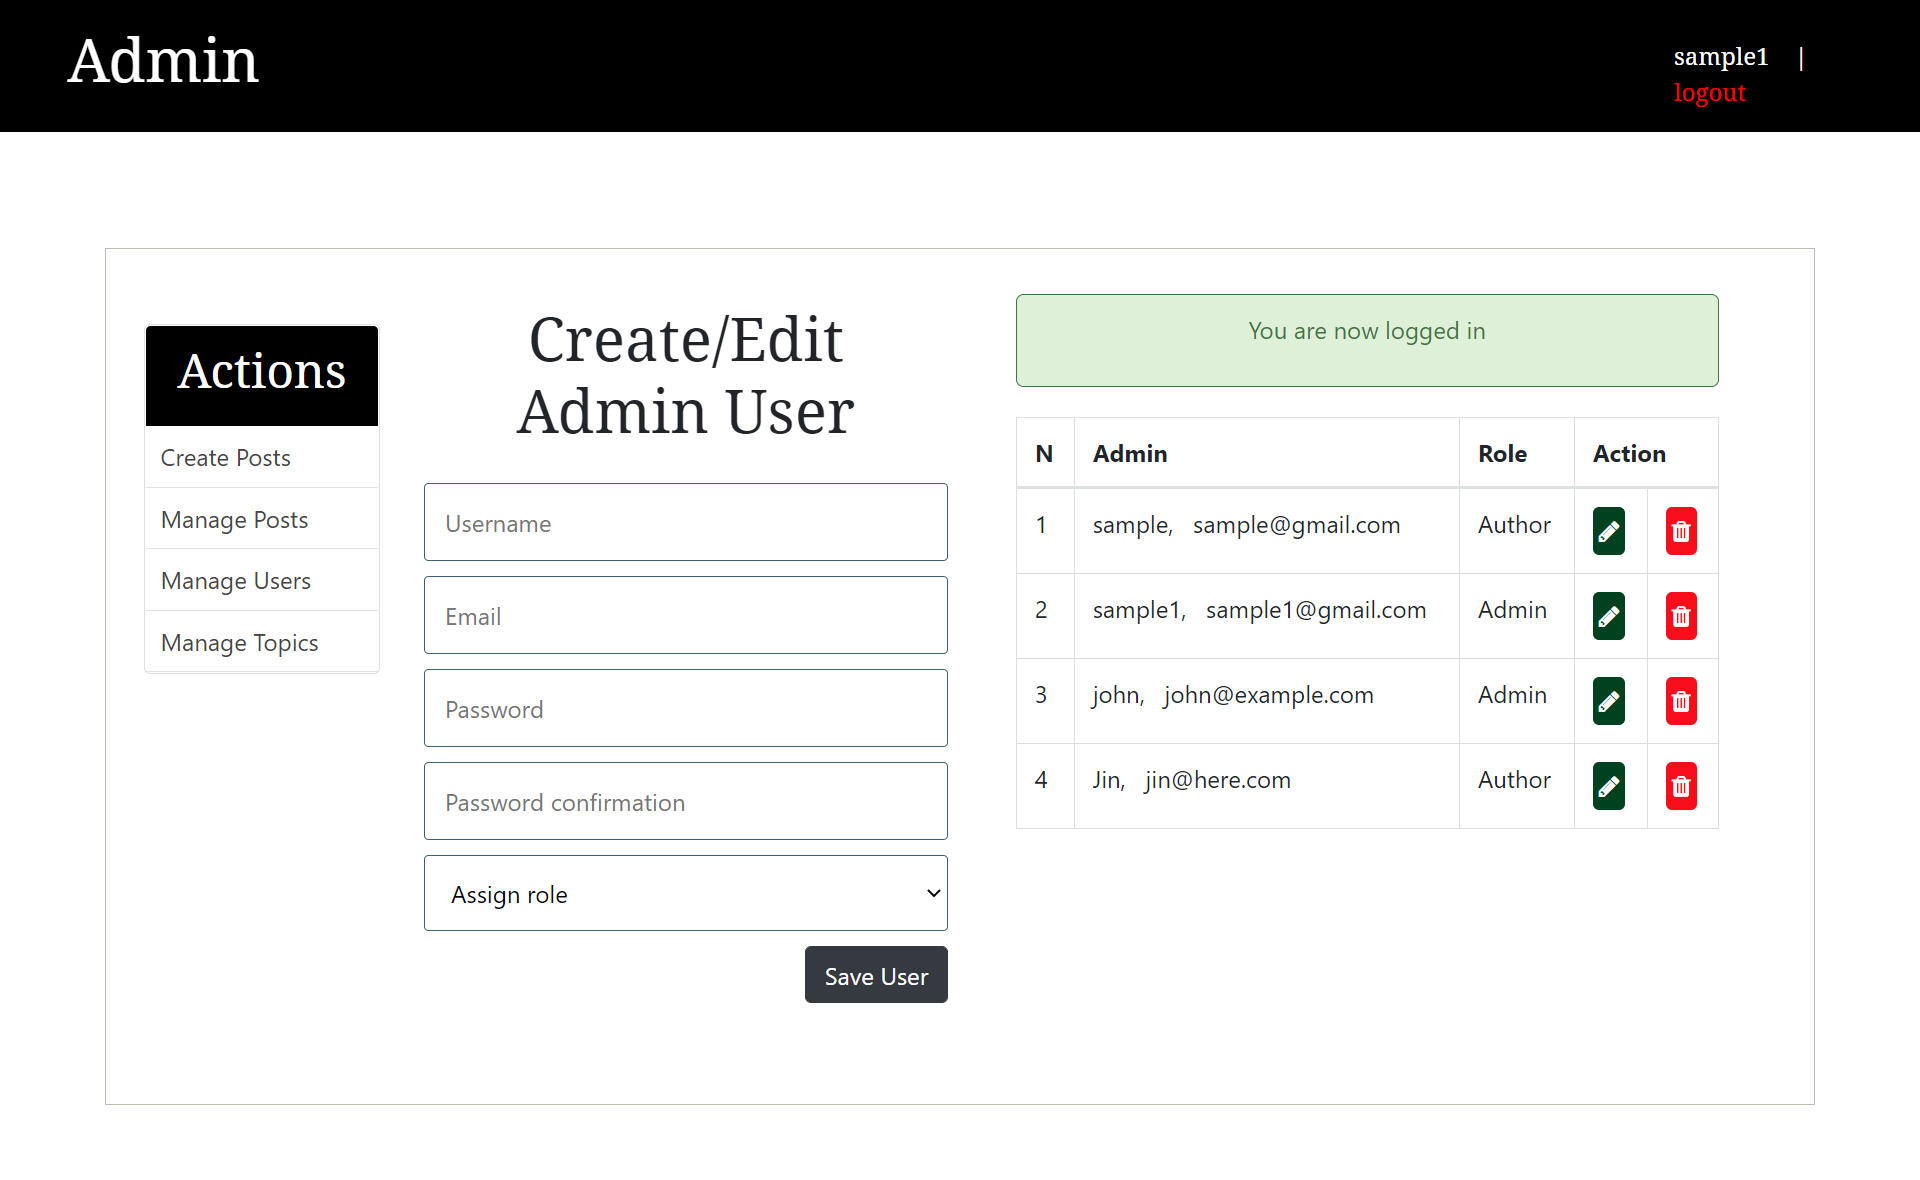 Admin
sample1 |
logout
Actions
Create Posts
Manage Posts
Manage Users
Manage Topics
Create/Edit
Admin User
Username
Email
Password
Password confirmation
Assign role
Save User
You are now logged in
N Admin Role Action
1 sample, sample@gmail.com Author
2 sample1, sample1@gmail.com Admin
3 john, john@example.com Admin
4 Jin, jin@here.com Author